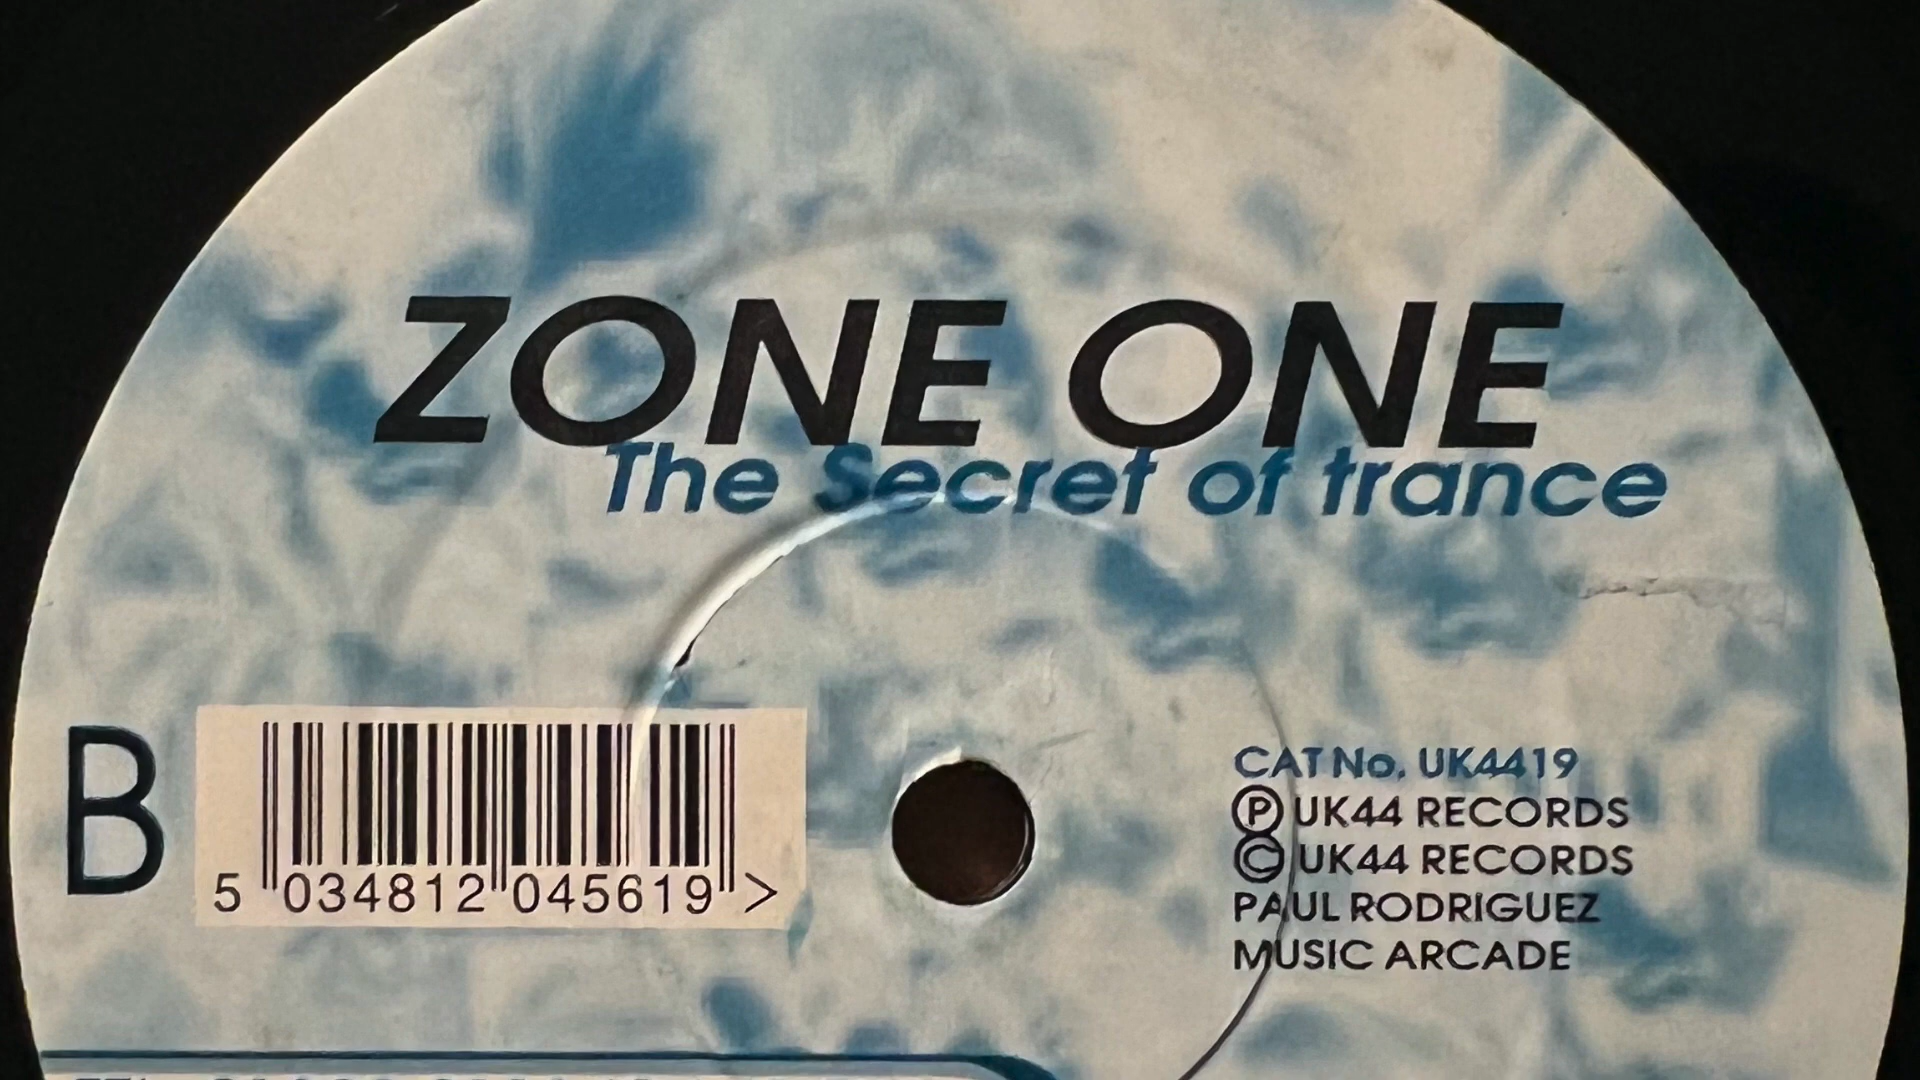 ZONE ONE
The Secret of trance
B
5 034812 045619 >
CAT No. UK4419
Ⓟ UK44 RECORDS
© UK44 RECORDS
PAUL RODRIGUEZ
MUSIC ARCADE